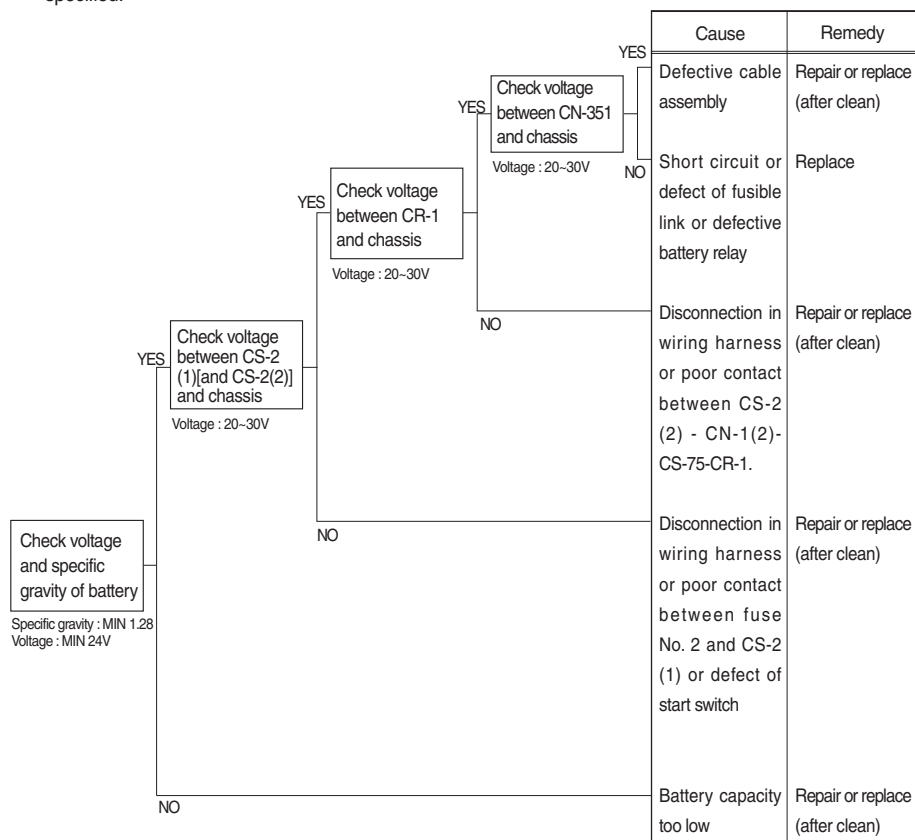 specified.
Cause
Remedy
YES
Defective cable
assembly
Repair or replace
(after clean)
YES
Check voltage
between CN-351
and chassis
Voltage : 20~30V
NO
Short circuit or
defect of fusible
link or defective
battery relay
Replace
YES
Check voltage
between CR-1
and chassis
Voltage : 20~30V
NO
Disconnection in
wiring harness
or poor contact
between CS-2
(2) - CN-1(2)-
CS-75-CR-1.
Repair or replace
(after clean)
YES
Check voltage
between CS-2
(1)[and CS-2(2)]
and chassis
Voltage : 20~30V
NO
Disconnection in
wiring harness
or poor contact
between fuse
No. 2 and CS-2
(1) or defect of
start switch
Repair or replace
(after clean)
Check voltage
and specific
gravity of battery
Specific gravity : MIN 1.28
Voltage : MIN 24V
NO
Battery capacity
too low
Repair or replace
(after clean)